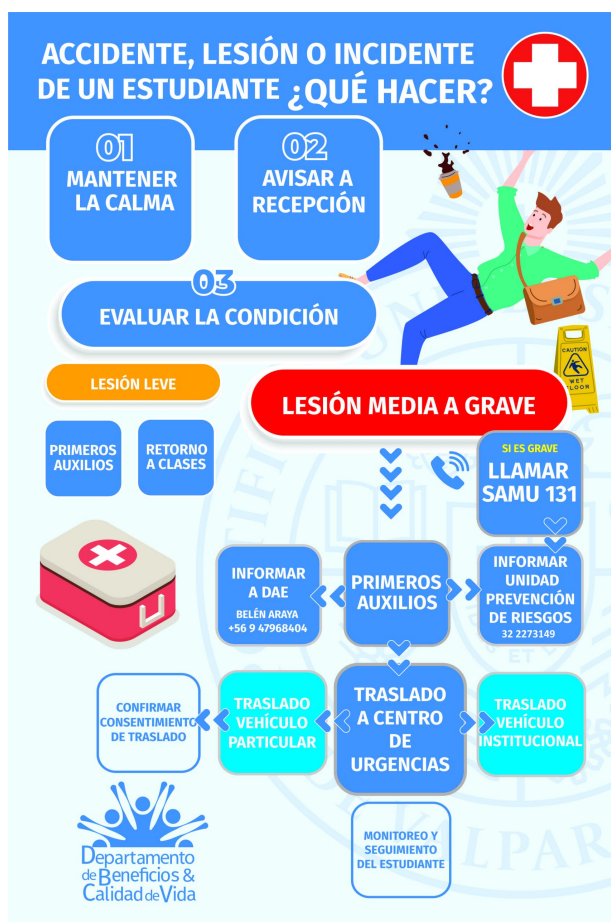 ACCIDENTE, LESIÓN O INCIDENTE
DE UN ESTUDIANTE ¿QUÉ HACER?
01
MANTENER
LA CALMA
02
AVISAR A
RECEPCIÓN
03
EVALUAR LA CONDICIÓN
CAUTION
WET
FLOOR
LESIÓN LEVE
PRIMEROS
AUXILIOS
RETORNO
A CLASES
LESIÓN MEDIA A GRAVE
SI ES GRAVE
LLAMAR
SAMU 131
INFORMAR
A DAE
BELÉN ARAYA
+56 9 47968404
PRIMEROS
AUXILIOS
INFORMAR
UNIDAD
PREVENCIÓN
DE RIESGOS
32 2273149
CONFIRMAR
CONSENTIMIENTO
DE TRASLADO
TRASLADO
VEHÍCULO
PARTICULAR
TRASLADO
A CENTRO
DE
URGENCIAS
TRASLADO
VEHÍCULO
INSTITUCIONAL
MONITOREO Y
SEGUIMIENTO
DEL ESTUDIANTE
Departamento
de Beneficios &
Calidad de Vida